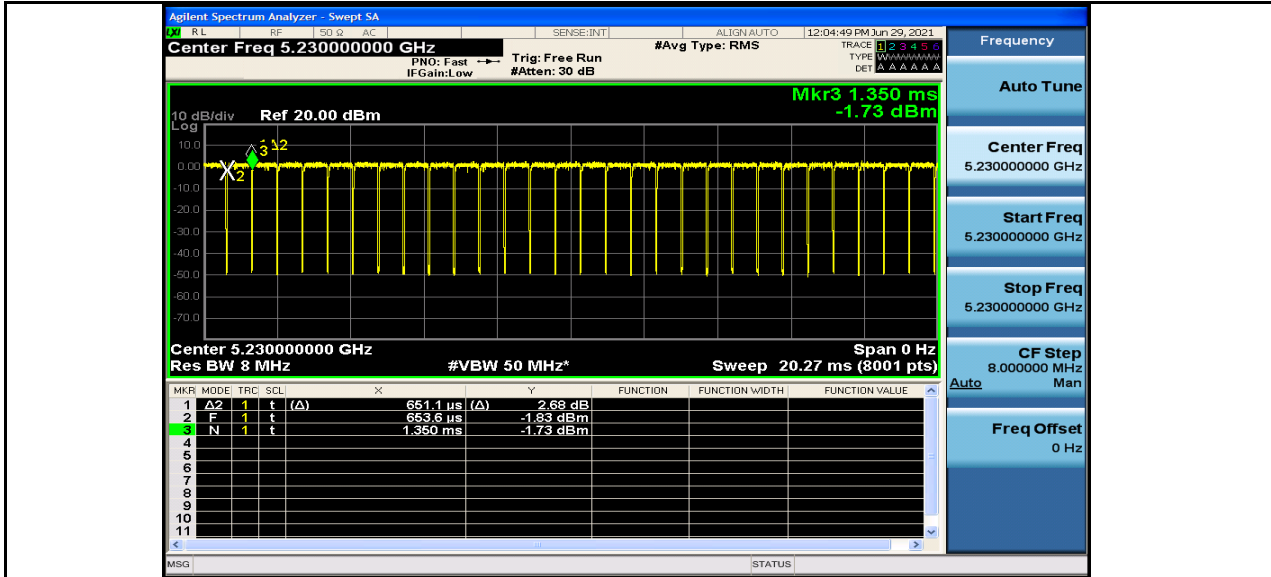 Agilent Spectrum Analyzer - Swept SA
LXI RL RF 50 Ω AC SENSE:INT ALIGN AUTO 12:04:49 PM Jun 29, 2021
Center Freq 5.230000000 GHz #Avg Type: RMS TRACE 1 2 3 4 5 6
PNO: Fast Trig: Free Run TYPE W
IFGain:Low #Atten: 30 dB DET A A A A A A
Mkr3 1.350 ms
-1.73 dBm
10 dB/div Ref 20.00 dBm
Log
10.0
0.00
-10.0
-20.0
-30.0
-40.0
-50.0
-60.0
-70.0
3 Δ2
2
Center 5.230000000 GHz Span 0 Hz
Res BW 8 MHz #VBW 50 MHz* Sweep 20.27 ms (8001 pts)
MKR MODE TRC SCL X Y FUNCTION FUNCTION WIDTH FUNCTION VALUE
1 Δ2 1 t (Δ) 651.1 µs (Δ) 2.68 dB
2 F 1 t 653.6 µs -1.83 dBm
3 N 1 t 1.350 ms -1.73 dBm
4
5
6
7
8
9
10
11
MSG STATUS
Frequency
Auto Tune
Center Freq
5.230000000 GHz
Start Freq
5.230000000 GHz
Stop Freq
5.230000000 GHz
CF Step
8.000000 MHz
Auto Man
Freq Offset
0 Hz